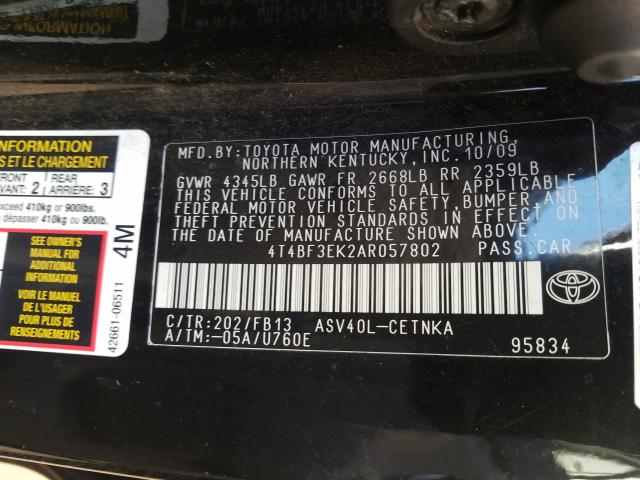 INFORMATION
S ET LE CHARGEMENT
FRONT
VANT: 2
REAR
ARRIÈRE: 3
exceed 410kg or 900lbs.
dépasser 410kg ou 900lb.
SEE OWNER'S
MANUAL FOR
ADDITIONAL
INFORMATION
VOIR LE MANUEL
DE L'USAGER
POUR PLUS DE
RENSEIGNEMENTS
4M
42661-06511
MFD.BY: TOYOTA MOTOR MANUFACTURING,
NORTHERN KENTUCKY, INC. 10/09
GVWR 4345LB GAWR FR 2668LB RR 2359LB
THIS VEHICLE CONFORMS TO ALL APPLICABLE
FEDERAL MOTOR VEHICLE SAFETY, BUMPER, AND
THEFT PREVENTION STANDARDS IN EFFECT ON
THE DATE OF MANUFACTURE SHOWN ABOVE.
4T4BF3EK2AR057802 PASS.CAR
C/TR:202/FB13 ASV40L-CETNKA
A/TM:-05A/U760E 95834
TOYOTA